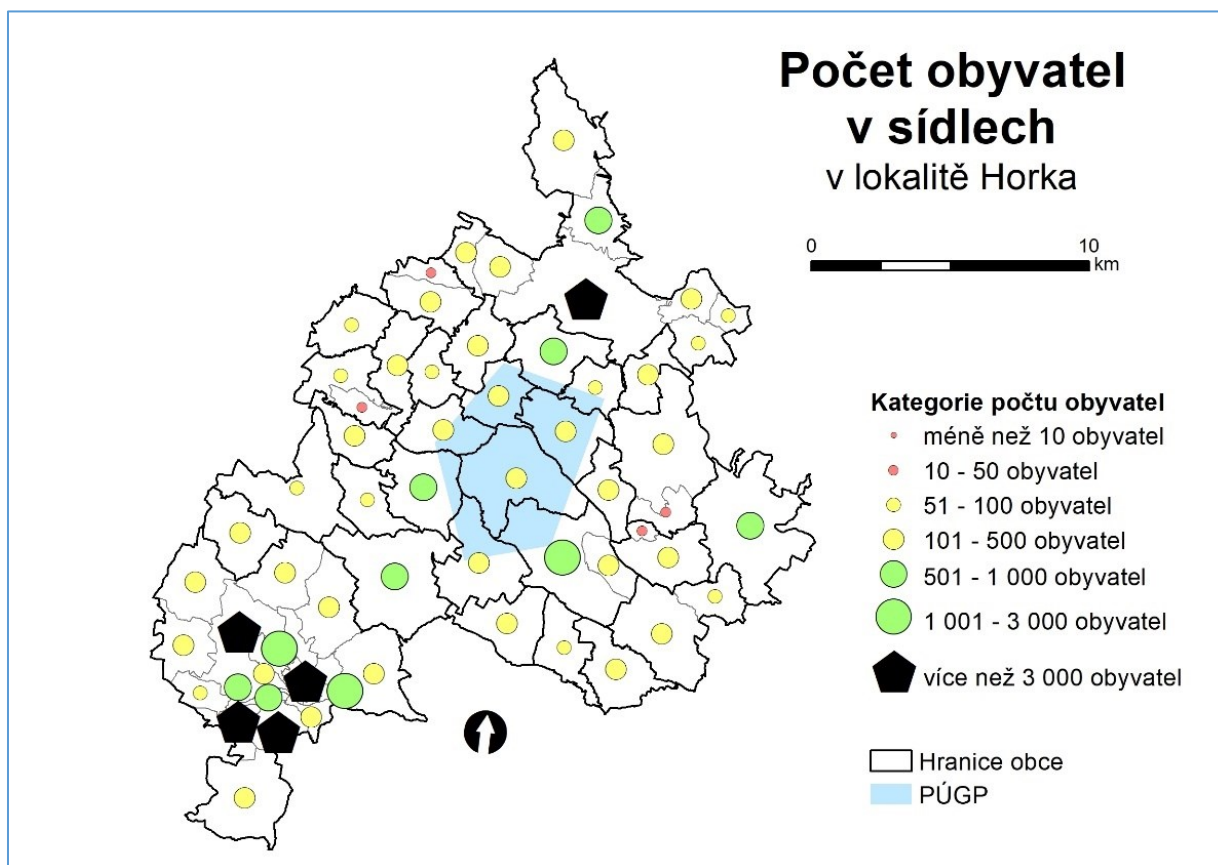 Počet obyvatel
v sídlech
v lokalitě Horka
0 10
km
Kategorie počtu obyvatel
méně než 10 obyvatel
10 - 50 obyvatel
51 - 100 obyvatel
101 - 500 obyvatel
501 - 1 000 obyvatel
1 001 - 3 000 obyvatel
více než 3 000 obyvatel
Hranice obce
PÚGP